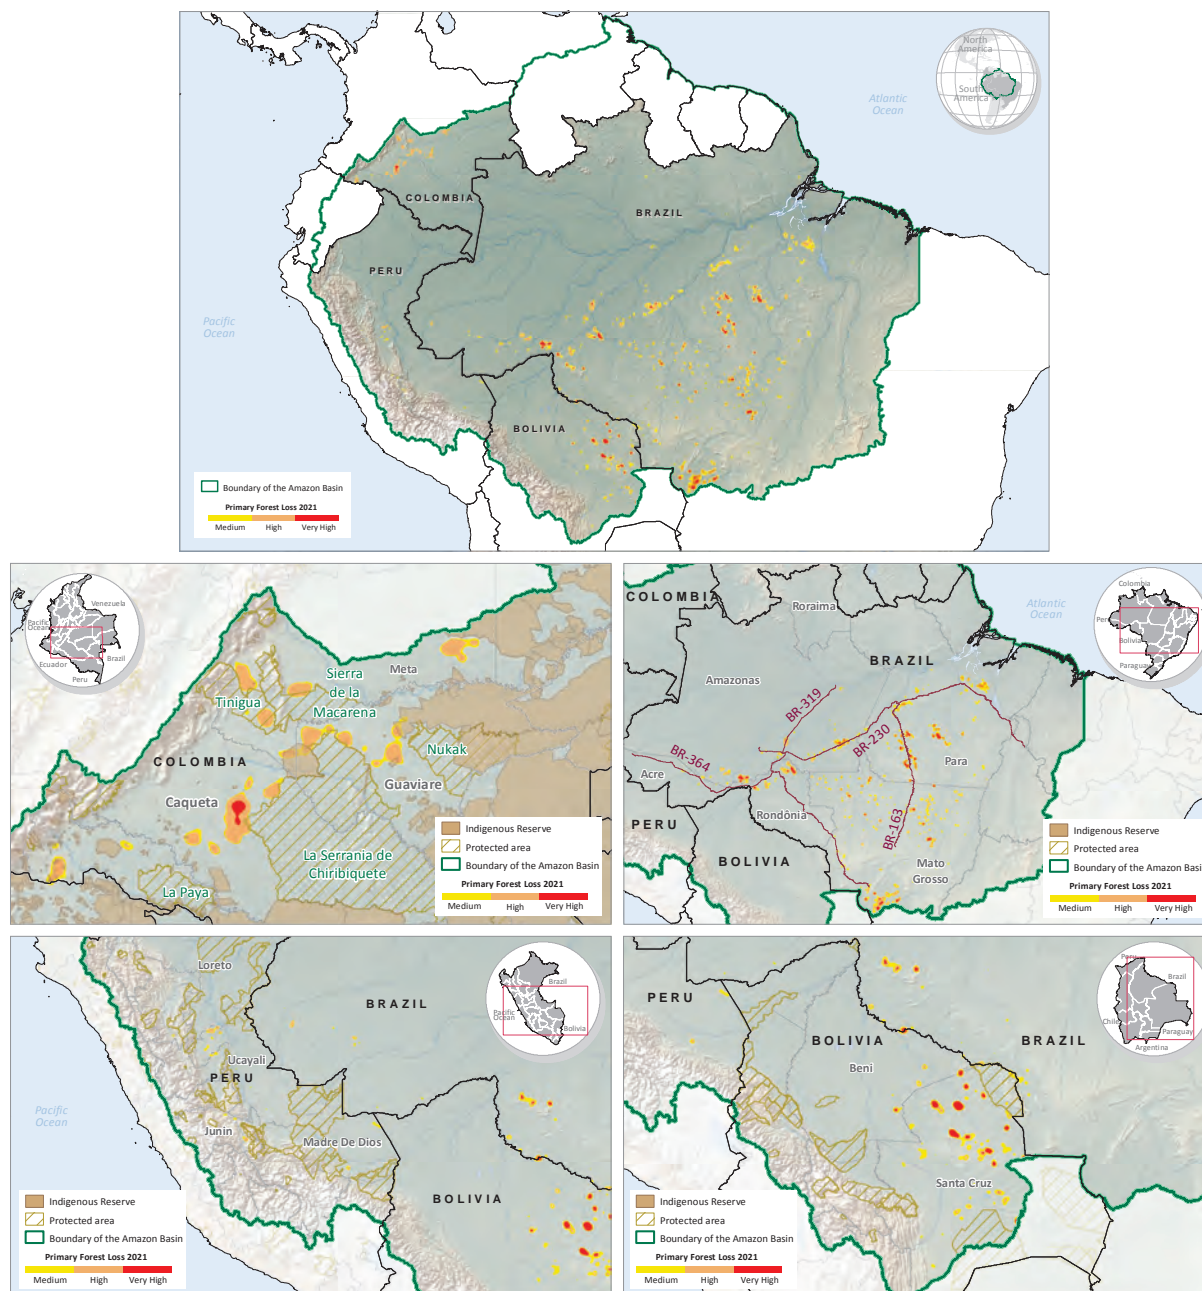 North
America
South
America
Atlantic
Ocean
COLOMBIA
BRAZIL
PERU
Pacific
Ocean
BOLIVIA
Boundary of the Amazon Basin
Primary Forest Loss 2021
Medium High Very High
Venezuela
Pacific
Ocean
Brazil
Ecuador
Peru
Meta
Sierra
de la
Macarena
Tinigua
Nukak
COLOMBIA
Guaviare
Caqueta
La Serrania de
Chiribiquete
La Paya
Indigenous Reserve
Protected area
Boundary of the Amazon Basin
Primary Forest Loss 2021
Medium High Very High
COLOMBIA
Roraima
Atlantic
Ocean
Colombia
Peru
Bolivia
Paraguay
BRAZIL
Amazonas
BR-319
BR-230
BR-364
Para
Acre
Rondônia
BR-163
PERU
BOLIVIA
Mato
Grosso
Indigenous Reserve
Protected area
Boundary of the Amazon Basin
Primary Forest Loss 2021
Medium High Very High
Loreto
BRAZIL
Brazil
Pacific
Ocean
Bolivia
Ucayali
PERU
Pacific
Ocean
Junin
Madre De Dios
BOLIVIA
Indigenous Reserve
Protected area
Boundary of the Amazon Basin
Primary Forest Loss 2021
Medium High Very High
Peru
Brazil
Chile
Paraguay
Argentina
PERU
BOLIVIA
BRAZIL
Beni
Santa Cruz
Indigenous Reserve
Protected area
Boundary of the Amazon Basin
Primary Forest Loss 2021
Medium High Very High